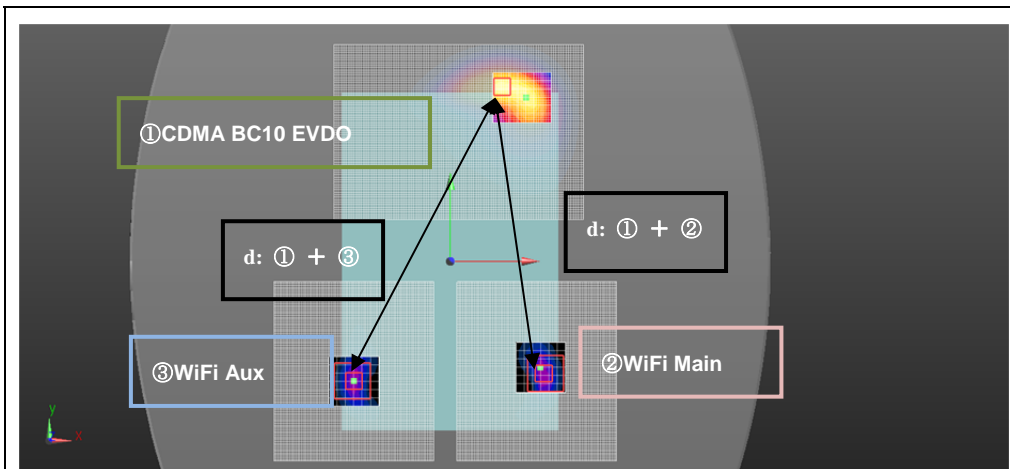 ①CDMA BC10 EVDO
d: ① + ②
d: ① + ③
③WiFi Aux
②WiFi Main
y
x